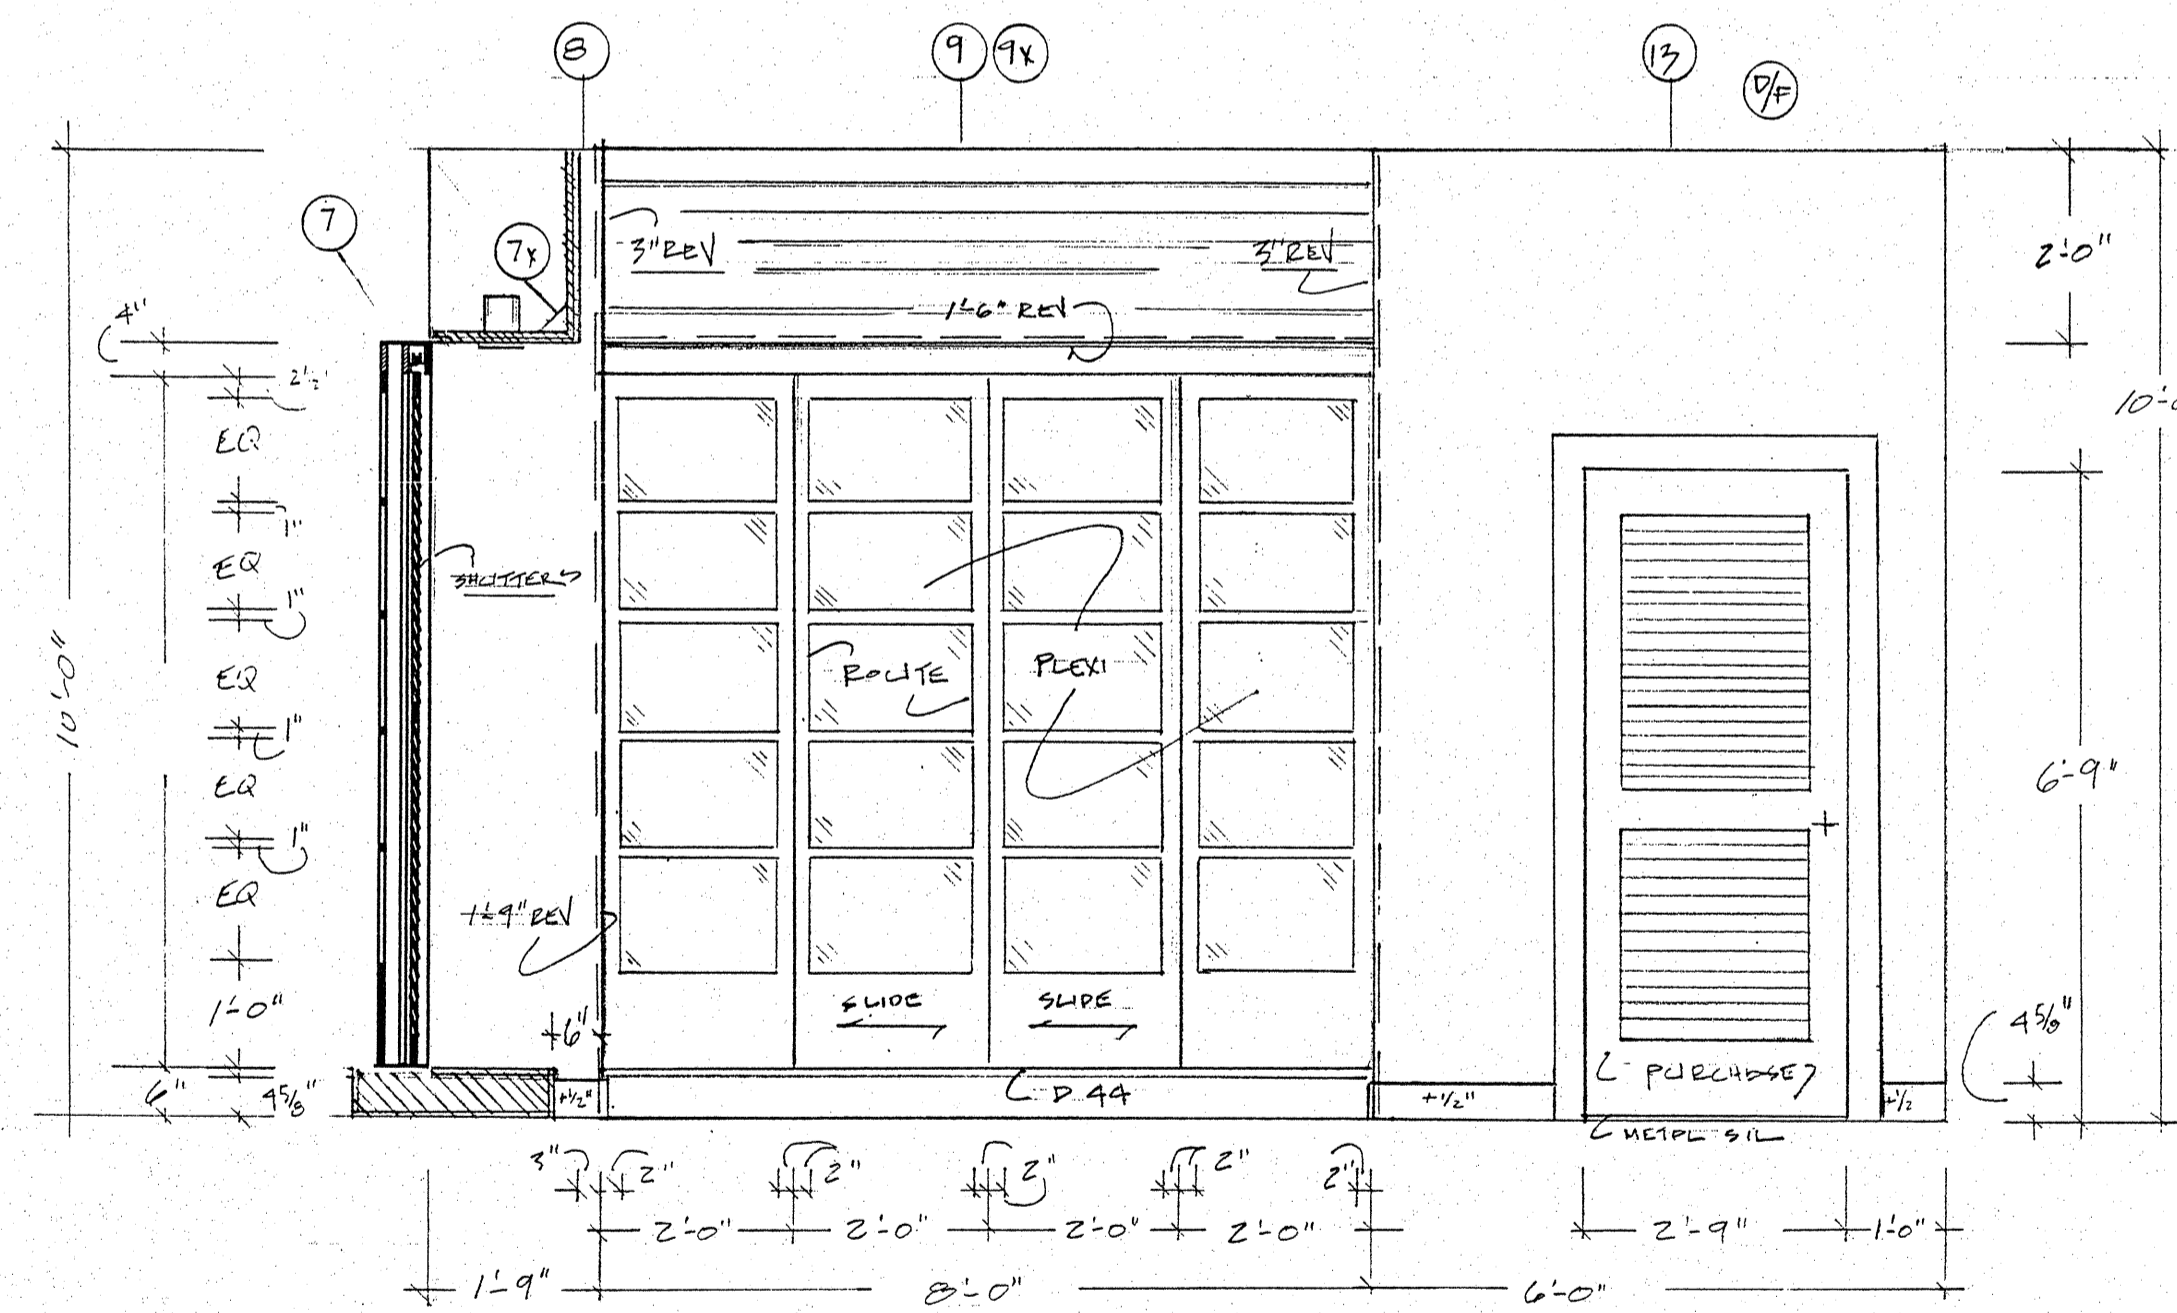 8
9
9X
13
D/F
7
7X
3" REV
3" REV
1'-6" REV
2'-0"
10'-0
4"
2 1/2"
EQ
1"
EQ
SHUTTERS
1"
EQ
ROLITE
PLEXI
10'-0"
1"
EQ
6'-9"
1"
EQ
1'-9" REV
1'-0"
SLIDE
SLIDE
6"
4 5/8"
PURCHASE
6"
4 5/8"
+1/2"
D 44
+1/2"
+1/2
METAL SIL
3"
2"
2"
2"
2"
2"
2'-0"
2'-0"
2'-0"
2'-0"
2'-9"
1'-0"
1'-9"
8'-0"
6'-0"